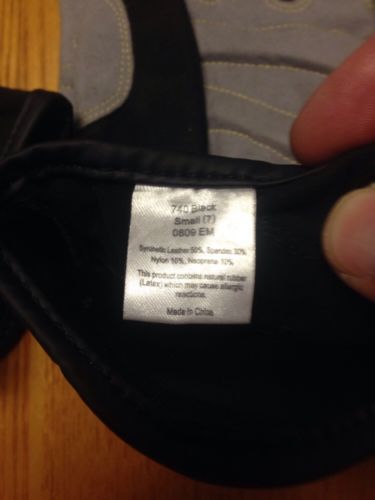 740 Black
Small (7)
0809 EM
Synthetic Leather 50%, Spandex 30%
Nylon 10%, Neoprene 10%
This product contains natural rubber
(Latex) which may cause allergic
reactions.
Made In China